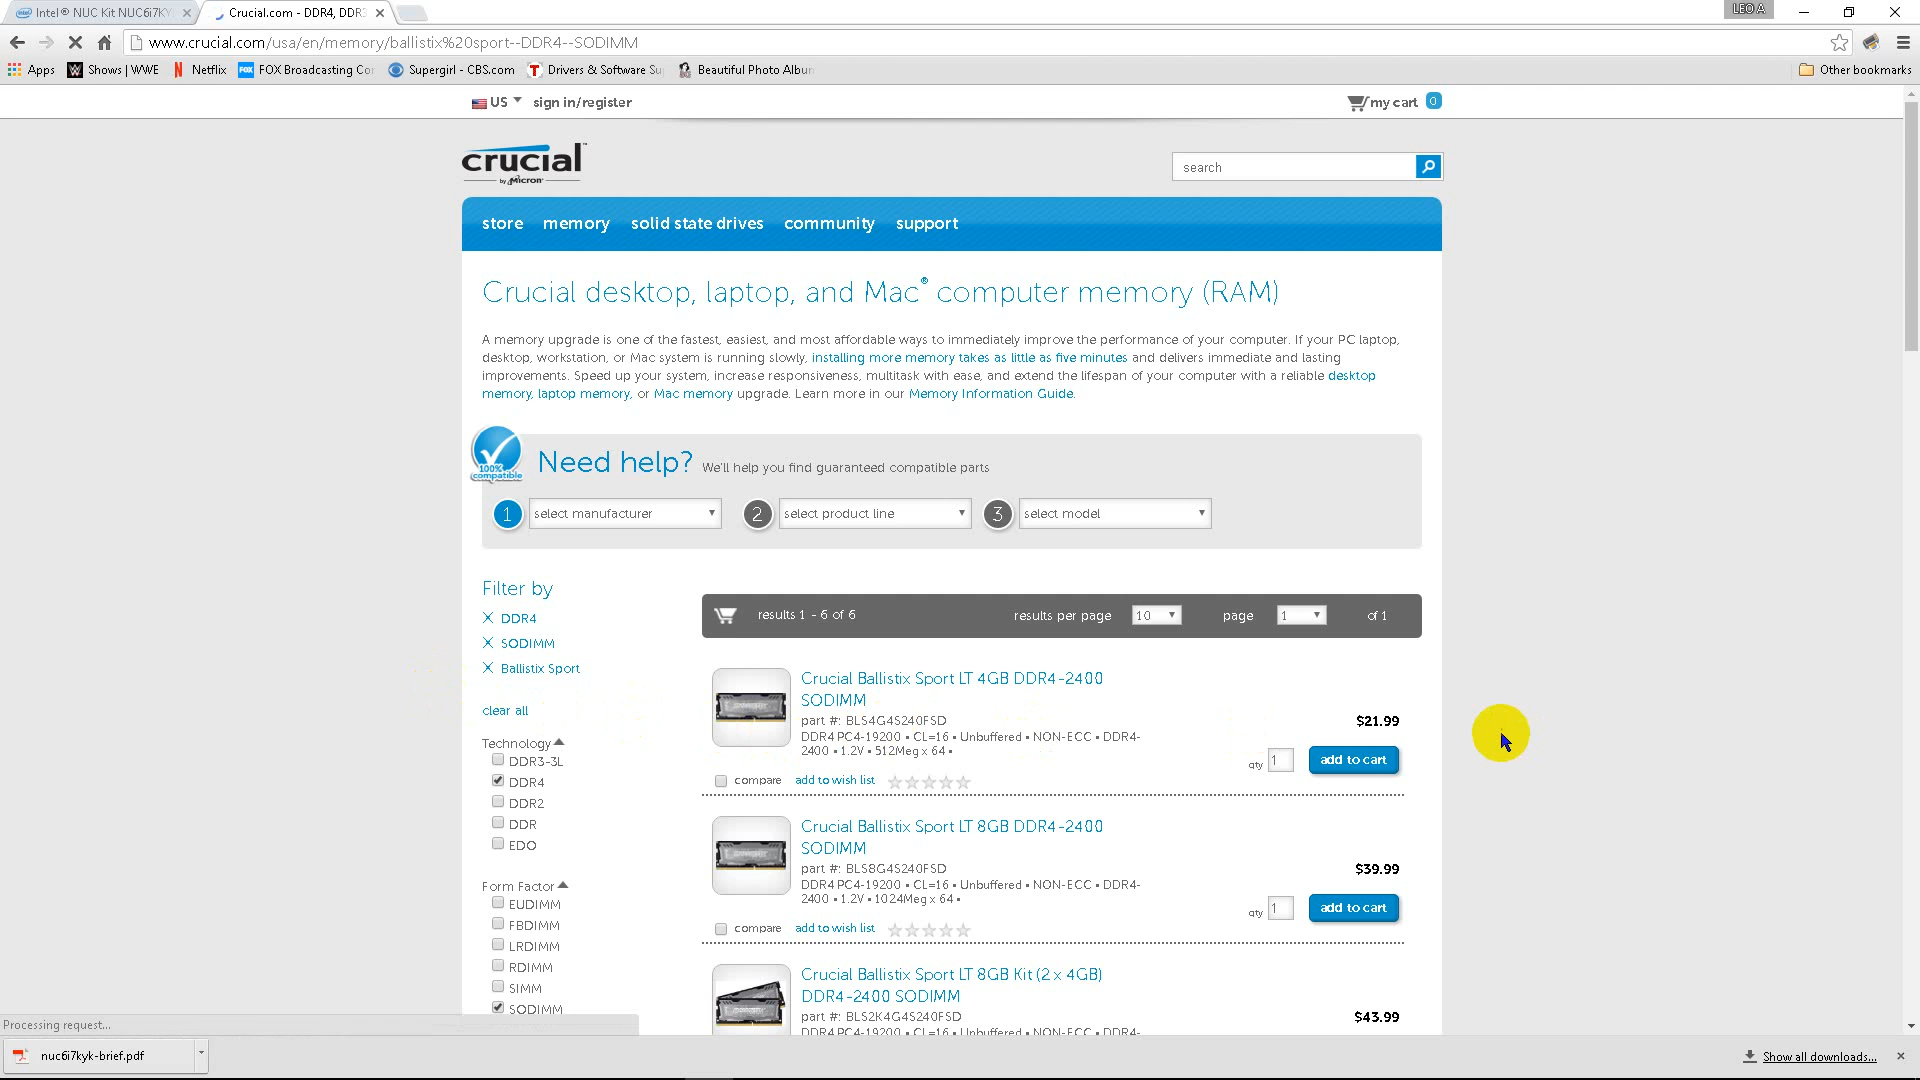 Intel® NUC Kit NUC6i7KY
Crucial.com - DDR4, DDR3
LEO A
www.crucial.com/usa/en/memory/ballistix%20sport--DDR4--SODIMM
Apps
Shows | WWE
Netflix
FOX Broadcasting Co
Supergirl - CBS.com
Drivers & Software Su
Beautiful Photo Albun
Other bookmarks
US
sign in/register
my cart 0
crucial
by Micron
search
store
memory
solid state drives
community
support
Crucial desktop, laptop, and Mac® computer memory (RAM)
A memory upgrade is one of the fastest, easiest, and most affordable ways to immediately improve the performance of your computer. If your PC laptop,
desktop, workstation, or Mac system is running slowly, installing more memory takes as little as five minutes and delivers immediate and lasting
improvements. Speed up your system, increase responsiveness, multitask with ease, and extend the lifespan of your computer with a reliable desktop
memory, laptop memory, or Mac memory upgrade. Learn more in our Memory Information Guide.
100%
compatible
Need help? We'll help you find guaranteed compatible parts
1 select manufacturer
2 select product line
3 select model
Filter by
DDR4
SODIMM
Ballistix Sport
clear all
Technology
DDR3-3L
DDR4
DDR2
DDR
EDO
Form Factor
EUDIMM
FBDIMM
LRDIMM
RDIMM
SIMM
SODIMM
results 1 - 6 of 6
results per page 10
page 1 of 1
Crucial Ballistix Sport LT 4GB DDR4-2400
SODIMM
part #: BLS4G4S240FSD
DDR4 PC4-19200 • CL=16 • Unbuffered • NON-ECC • DDR4-
2400 • 1.2V • 512Meg x 64 •
$21.99
qty 1
add to cart
compare
add to wish list
Crucial Ballistix Sport LT 8GB DDR4-2400
SODIMM
part #: BLS8G4S240FSD
DDR4 PC4-19200 • CL=16 • Unbuffered • NON-ECC • DDR4-
2400 • 1.2V • 1024Meg x 64 •
$39.99
qty 1
add to cart
compare
add to wish list
Crucial Ballistix Sport LT 8GB Kit (2 x 4GB)
DDR4-2400 SODIMM
part #: BLS2K4G4S240FSD
DDR4 PC4-19200 • CL=16 • Unbuffered • NON-ECC • DDR4-
$43.99
Processing request...
nuc6i7kyk-brief.pdf
Show all downloads...